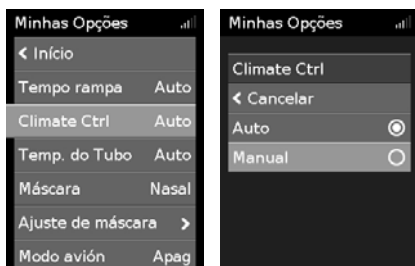 Minhas Opções
< Início
Tempo rampa Auto
Climate Ctrl Auto
Temp. do Tubo Auto
Máscara Nasal
Ajuste de máscara >
Modo avión Apag
Minhas Opções
Climate Ctrl
< Cancelar
Auto
Manual